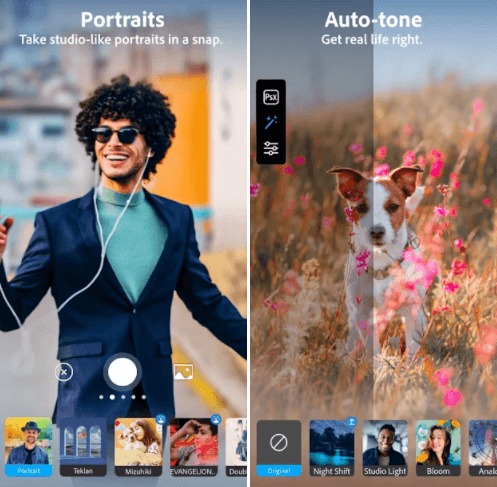 Portraits
Take studio-like portraits in a snap.
Portrait
Teklan
Mizuhiki
EVANGELION..
Doub
Auto-tone
Get real life right.
PSX
Original
Night Shift
Studio Light
Bloom
Analo